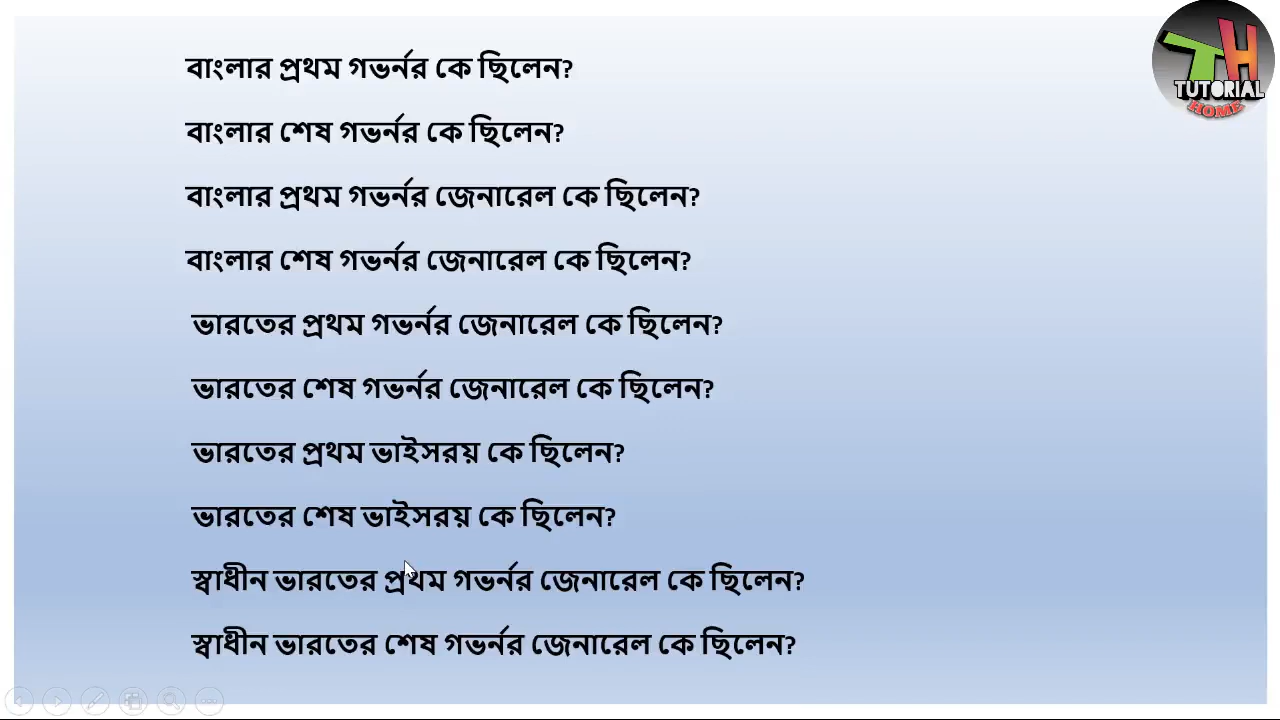 বাংলার প্রথম গভর্নর কে ছিলেন?
বাংলার শেষ গভর্নর কে ছিলেন?
বাংলার প্রথম গভর্নর জেনারেল কে ছিলেন?
বাংলার শেষ গভর্নর জেনারেল কে ছিলেন?
ভারতের প্রথম গভর্নর জেনারেল কে ছিলেন?
ভারতের শেষ গভর্নর জেনারেল কে ছিলেন?
ভারতের প্রথম ভাইসরয় কে ছিলেন?
ভারতের শেষ ভাইসরয় কে ছিলেন?
স্বাধীন ভারতের প্রথম গভর্নর জেনারেল কে ছিলেন?
স্বাধীন ভারতের শেষ গভর্নর জেনারেল কে ছিলেন?
TH
TUTORIAL
HOME